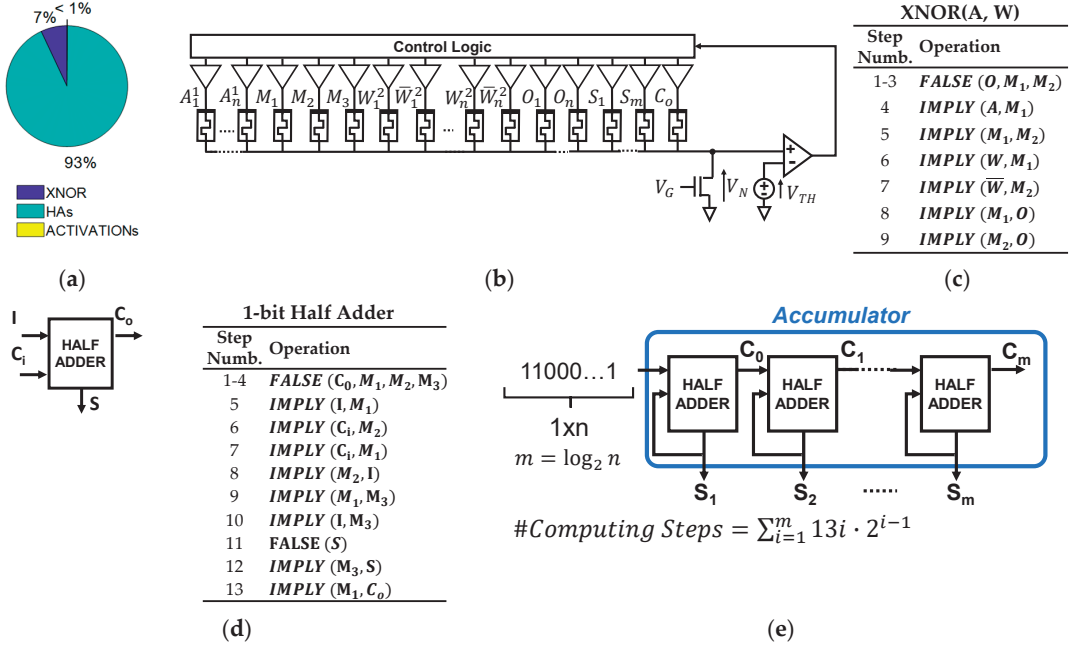 7%
< 1%
93%
XNOR
HAs
ACTIVATIONs
(a)
Control Logic
A₁¹ Aₙ¹ M₁ M₂ M₃ W₁² W̅₁² Wₙ² W̅ₙ² O₁ Oₙ S₁ Sₘ Cₒ
.... ... ....
+
−
V_G
V_N
+
−
V_TH
(b)
XNOR(A, W)
Step Numb. Operation
1-3 FALSE (O, M₁, M₂)
4 IMPLY (A, M₁)
5 IMPLY (M₁, M₂)
6 IMPLY (W, M₁)
7 IMPLY (W̅, M₂)
8 IMPLY (M₁, O)
9 IMPLY (M₂, O)
(c)
I
Cₒ
HALF
ADDER
Cᵢ
S
1-bit Half Adder
Step Numb. Operation
1-4 FALSE (C₀, M₁, M₂, M₃)
5 IMPLY (I, M₁)
6 IMPLY (Cᵢ, M₂)
7 IMPLY (Cᵢ, M₁)
8 IMPLY (M₂, I)
9 IMPLY (M₁, M₃)
10 IMPLY (I, M₃)
11 FALSE (S)
12 IMPLY (M₃, S)
13 IMPLY (M₁, Cₒ)
(d)
Accumulator
C₀ C₁ Cₘ
11000...1
HALF ADDER
HALF ADDER
HALF ADDER
1xn
m = log₂ n
S₁ S₂ ...... Sₘ
#Computing Steps = ∑ᵢ₌₁ᵐ 13i · 2ⁱ⁻¹
(e)